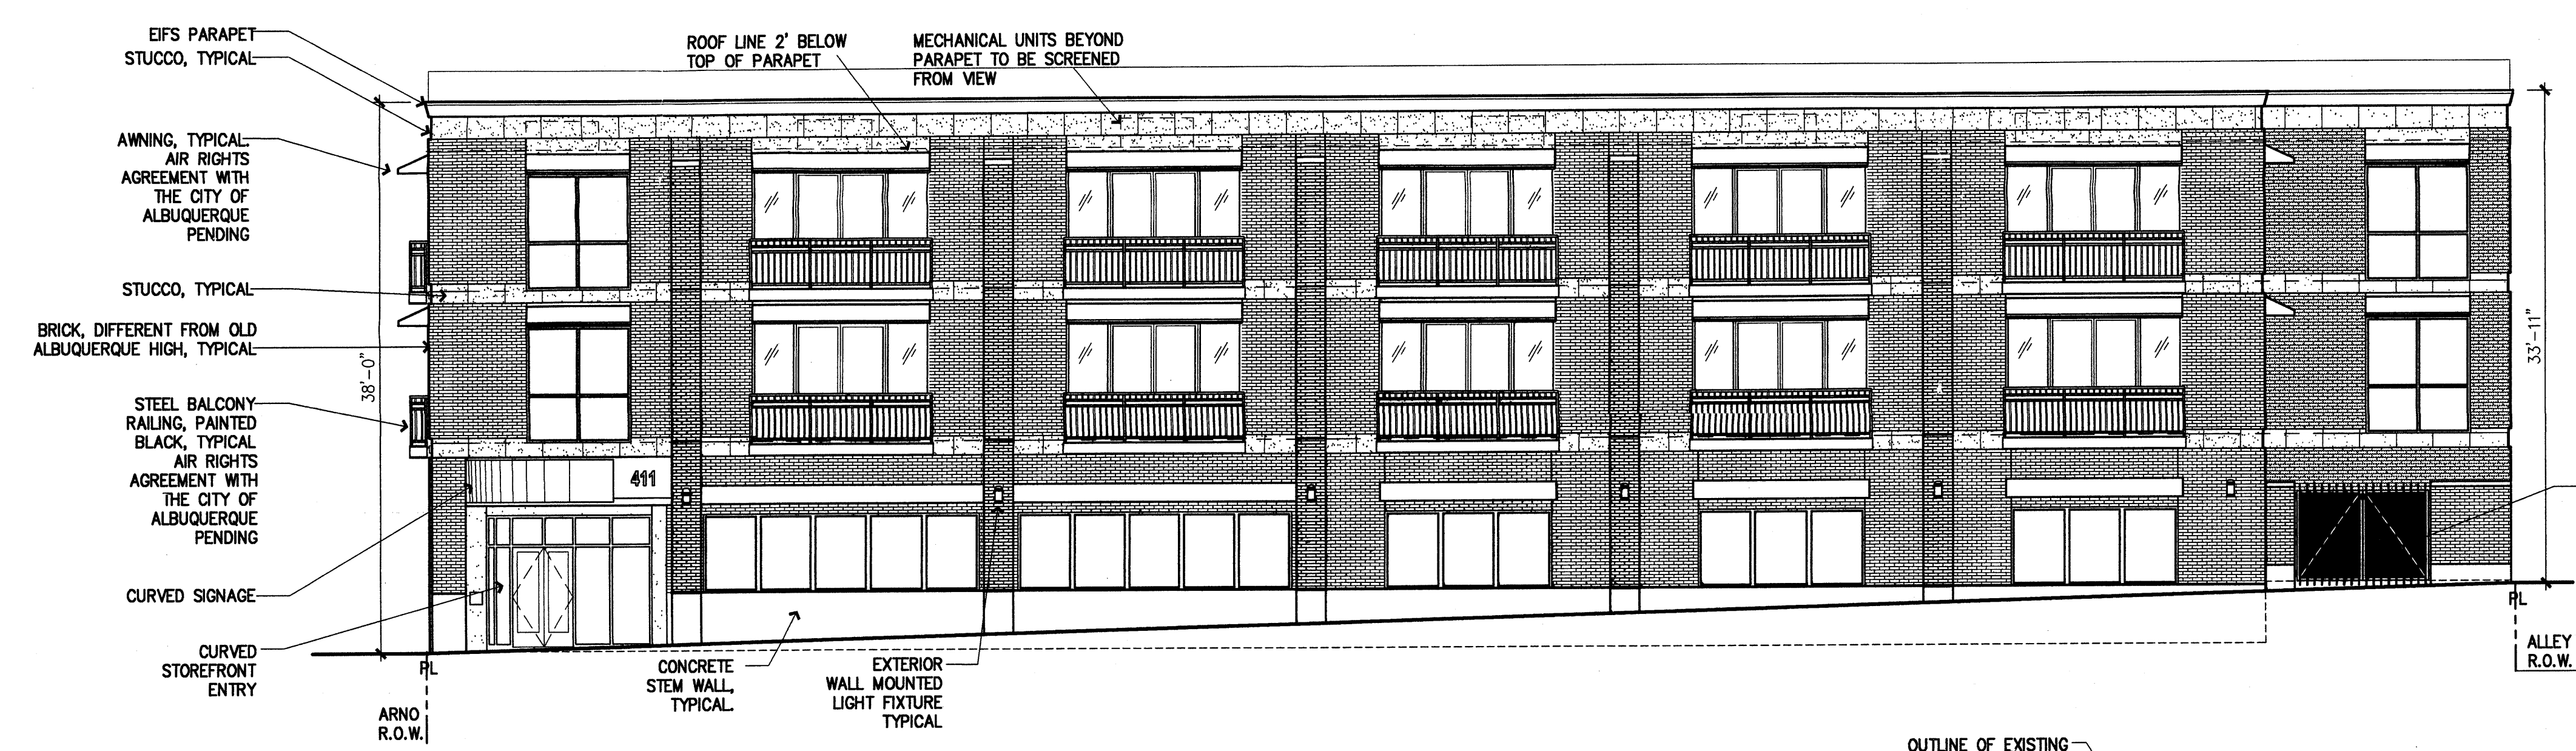 EIFS PARAPET
STUCCO, TYPICAL
ROOF LINE 2' BELOW
TOP OF PARAPET
MECHANICAL UNITS BEYOND
PARAPET TO BE SCREENED
FROM VIEW
AWNING, TYPICAL.
AIR RIGHTS
AGREEMENT WITH
THE CITY OF
ALBUQUERQUE
PENDING
STUCCO, TYPICAL
BRICK, DIFFERENT FROM OLD
ALBUQUERQUE HIGH, TYPICAL
38'-0"
33'-11"
STEEL BALCONY
RAILING, PAINTED
BLACK, TYPICAL
AIR RIGHTS
AGREEMENT WITH
THE CITY OF
ALBUQUERQUE
PENDING
411
CURVED SIGNAGE
CURVED
STOREFRONT
ENTRY
PL
ARNO
R.O.W.
CONCRETE
STEM WALL,
TYPICAL.
EXTERIOR
WALL MOUNTED
LIGHT FIXTURE
TYPICAL
PL
ALLEY
R.O.W.
OUTLINE OF EXISTING